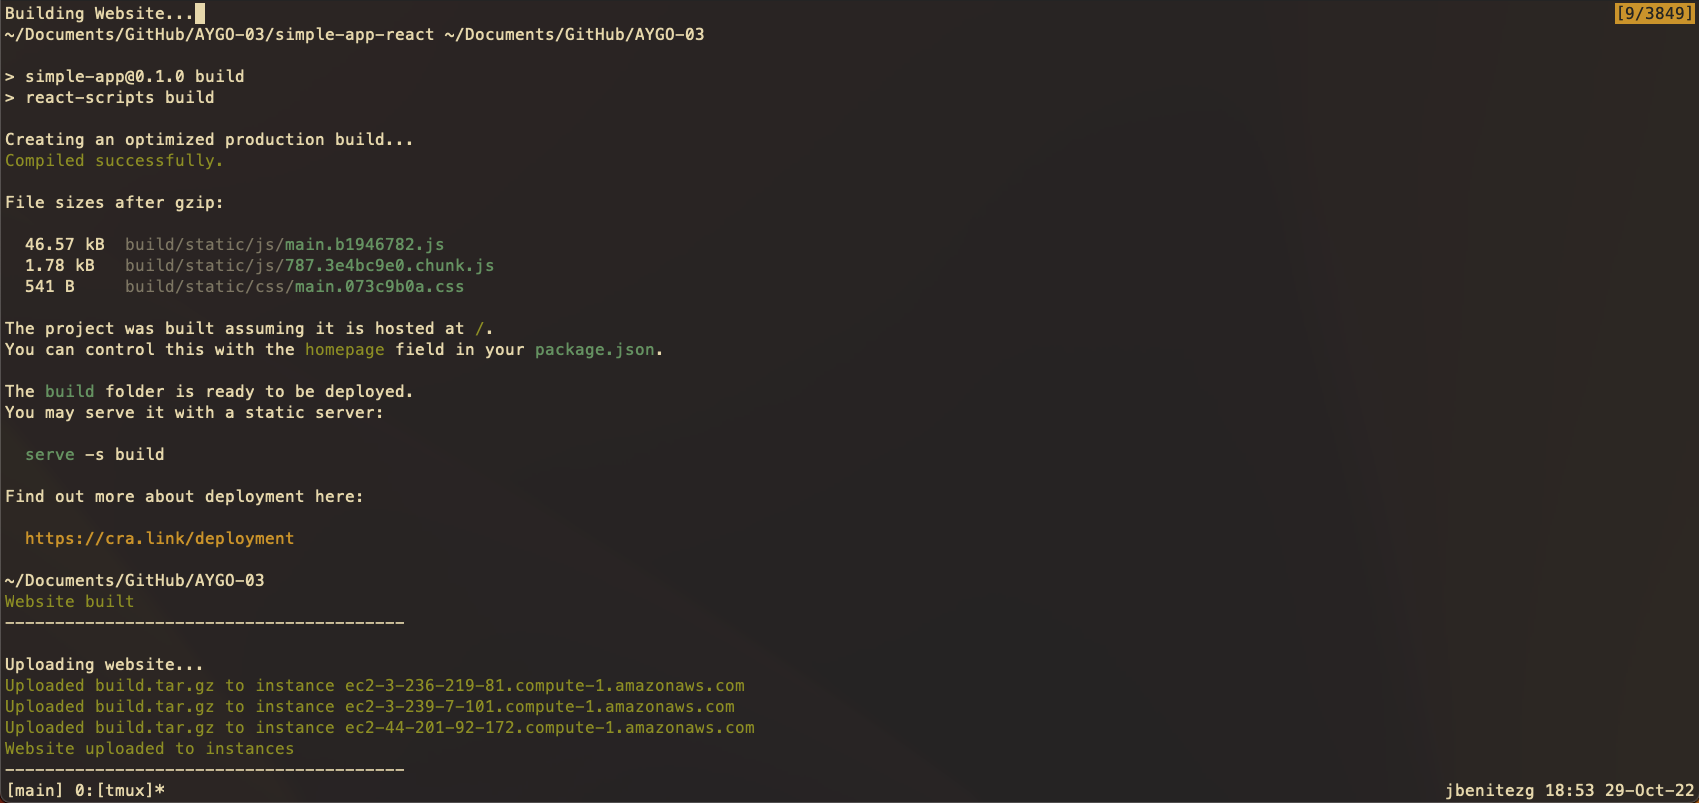 Building Website... [9/3849]
~/Documents/GitHub/AYGO-03/simple-app-react ~/Documents/GitHub/AYGO-03
> simple-app@0.1.0 build
> react-scripts build
Creating an optimized production build...
Compiled successfully.
File sizes after gzip:
46.57 kB  build/static/js/main.b1946782.js
1.78 kB   build/static/js/787.3e4bc9e0.chunk.js
541 B     build/static/css/main.073c9b0a.css
The project was built assuming it is hosted at /.
You can control this with the homepage field in your package.json.
The build folder is ready to be deployed.
You may serve it with a static server:
serve -s build
Find out more about deployment here:
https://cra.link/deployment
~/Documents/GitHub/AYGO-03
Website built
----------------------------------------
Uploading website...
Uploaded build.tar.gz to instance ec2-3-236-219-81.compute-1.amazonaws.com
Uploaded build.tar.gz to instance ec2-3-239-7-101.compute-1.amazonaws.com
Uploaded build.tar.gz to instance ec2-44-201-92-172.compute-1.amazonaws.com
Website uploaded to instances
----------------------------------------
[main] 0:[tmux]* jbenitezg 18:53 29-Oct-22